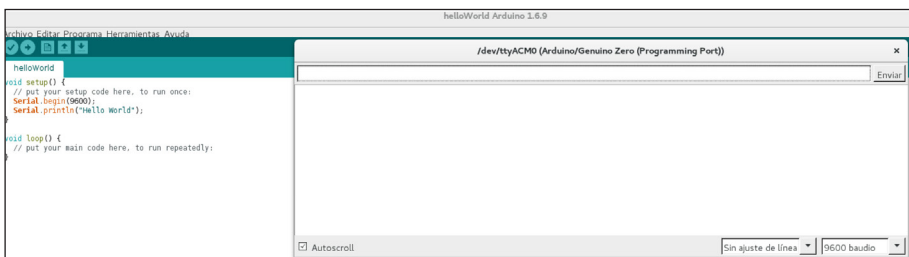 helloWorld Arduino 1.6.9
Archivo Editar Programa Herramientas Ayuda
/dev/ttyACM0 (Arduino/Genuino Zero (Programming Port))
helloWorld
Enviar
void setup() {
// put your setup code here, to run once:
Serial.begin(9600);
Serial.println("Hello World");
}
void loop() {
// put your main code here, to run repeatedly:
}
Autoscroll
Sin ajuste de línea
9600 baudio